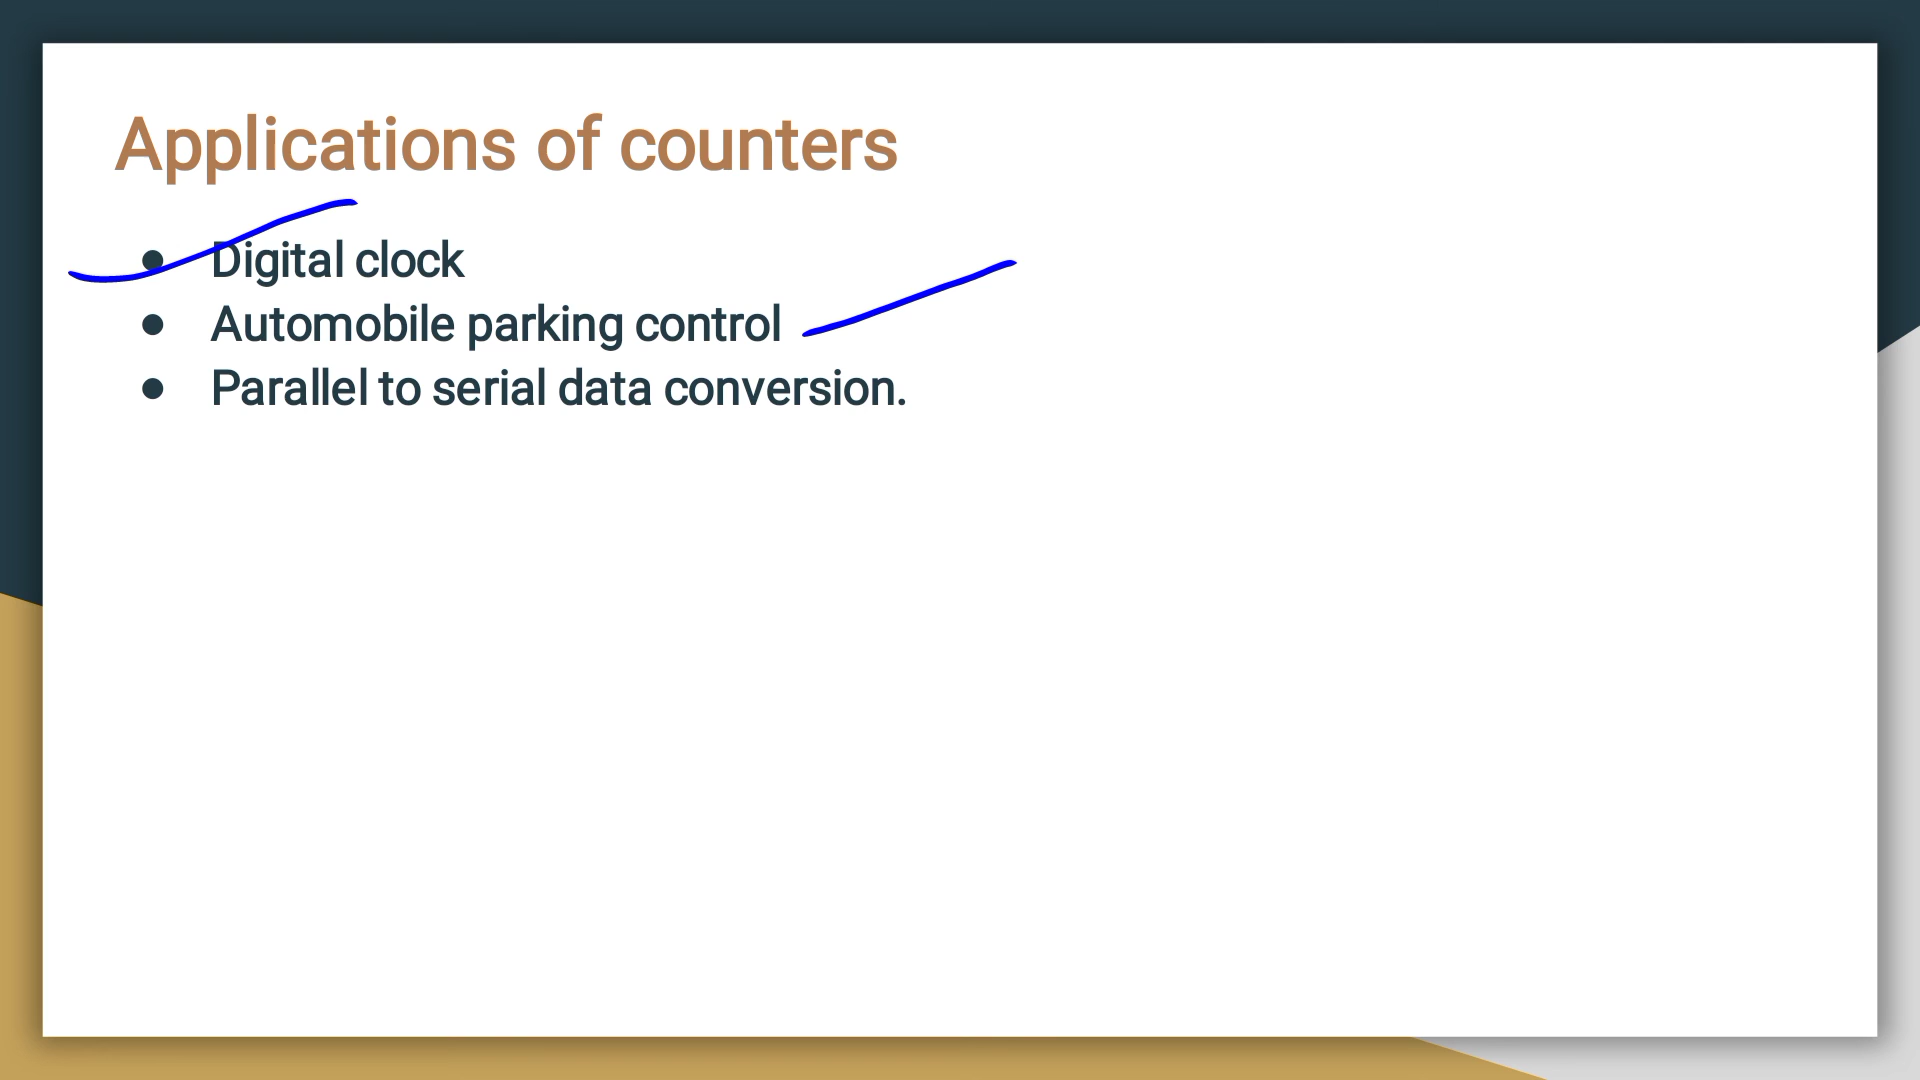 Applications of counters
● Digital clock
● Automobile parking control
● Parallel to serial data conversion.